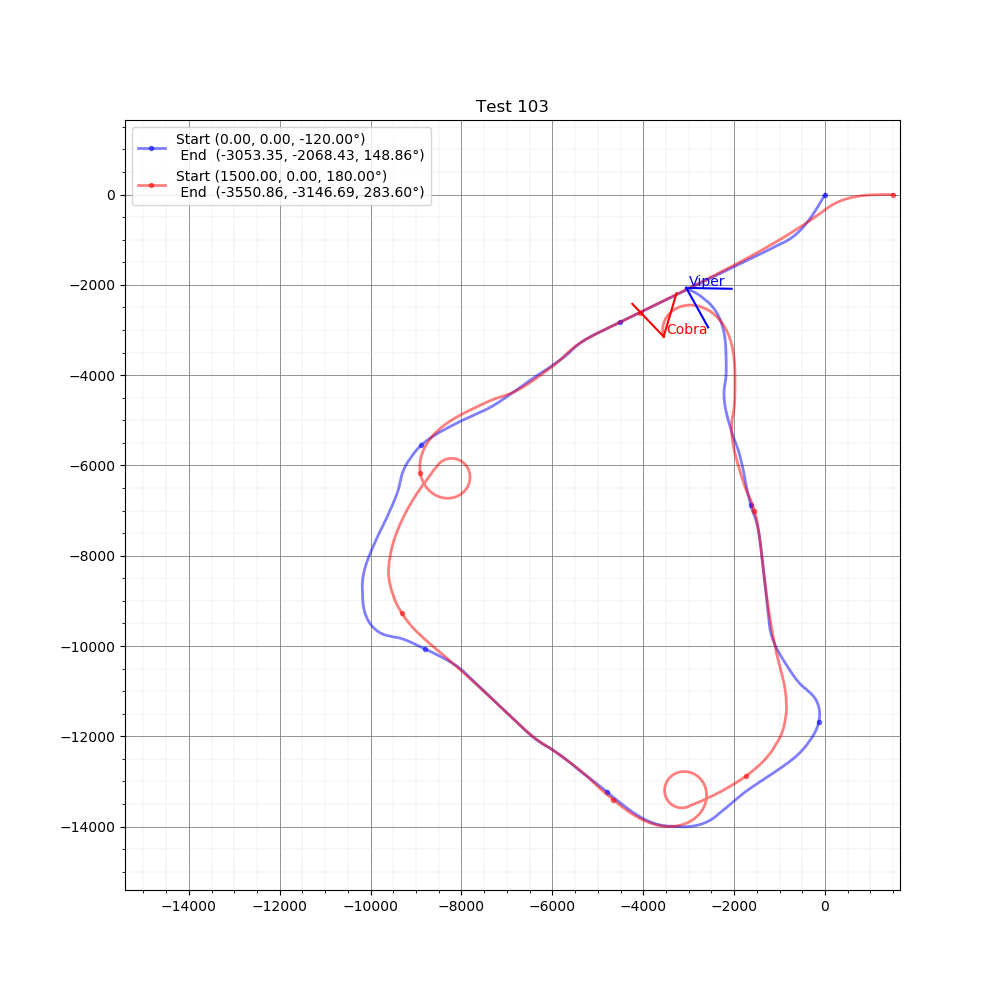 Test 103
Start (0.00, 0.00, -120.00°)
End (-3053.35, -2068.43, 148.86°)
Start (1500.00, 0.00, 180.00°)
End (-3550.86, -3146.69, 283.60°)
0
−2000
−4000
−6000
−8000
−10000
−12000
−14000
Viper
Cobra
−14000 −12000 −10000 −8000 −6000 −4000 −2000 0